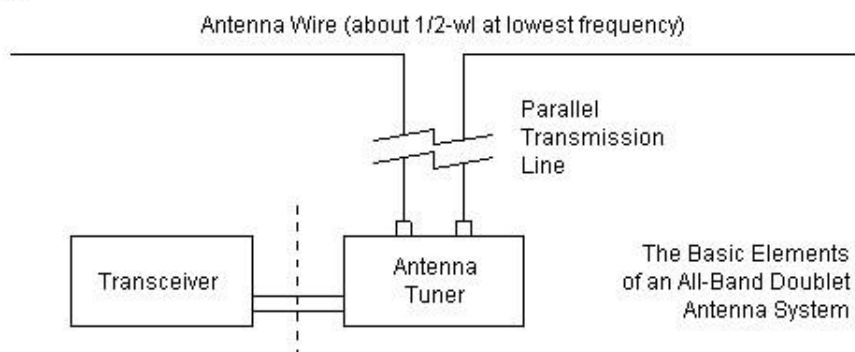 Antenna Wire (about 1/2-wl at lowest frequency)
Parallel
Transmission
Line
Transceiver
Antenna
Tuner
The Basic Elements
of an All-Band Doublet
Antenna System